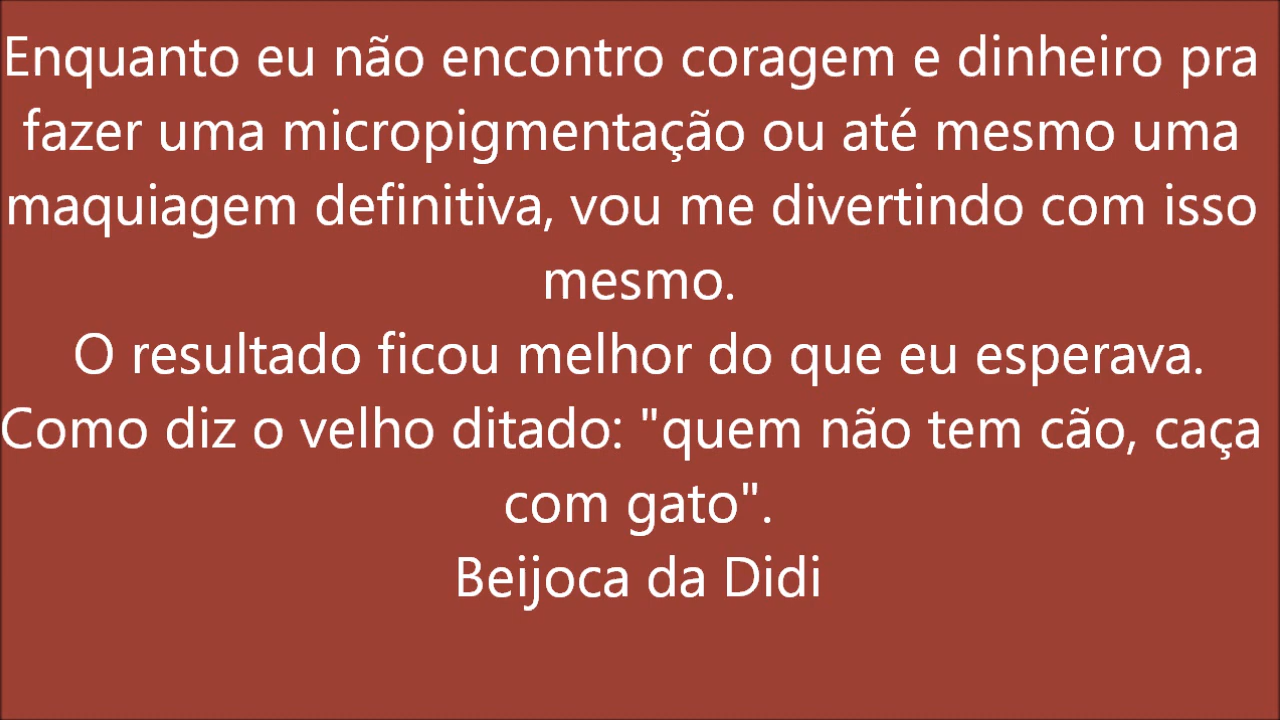 Enquanto eu não encontro coragem e dinheiro pra
fazer uma micropigmentação ou até mesmo uma
maquiagem definitiva, vou me divertindo com isso
mesmo.
O resultado ficou melhor do que eu esperava.
Como diz o velho ditado: "quem não tem cão, caça
com gato".
Beijoca da Didi